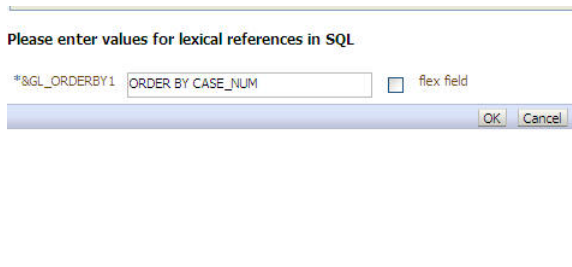 Please enter values for lexical references in SQL
*&GL_ORDERBY1 ORDER BY CASE_NUM flex field
OK Cancel